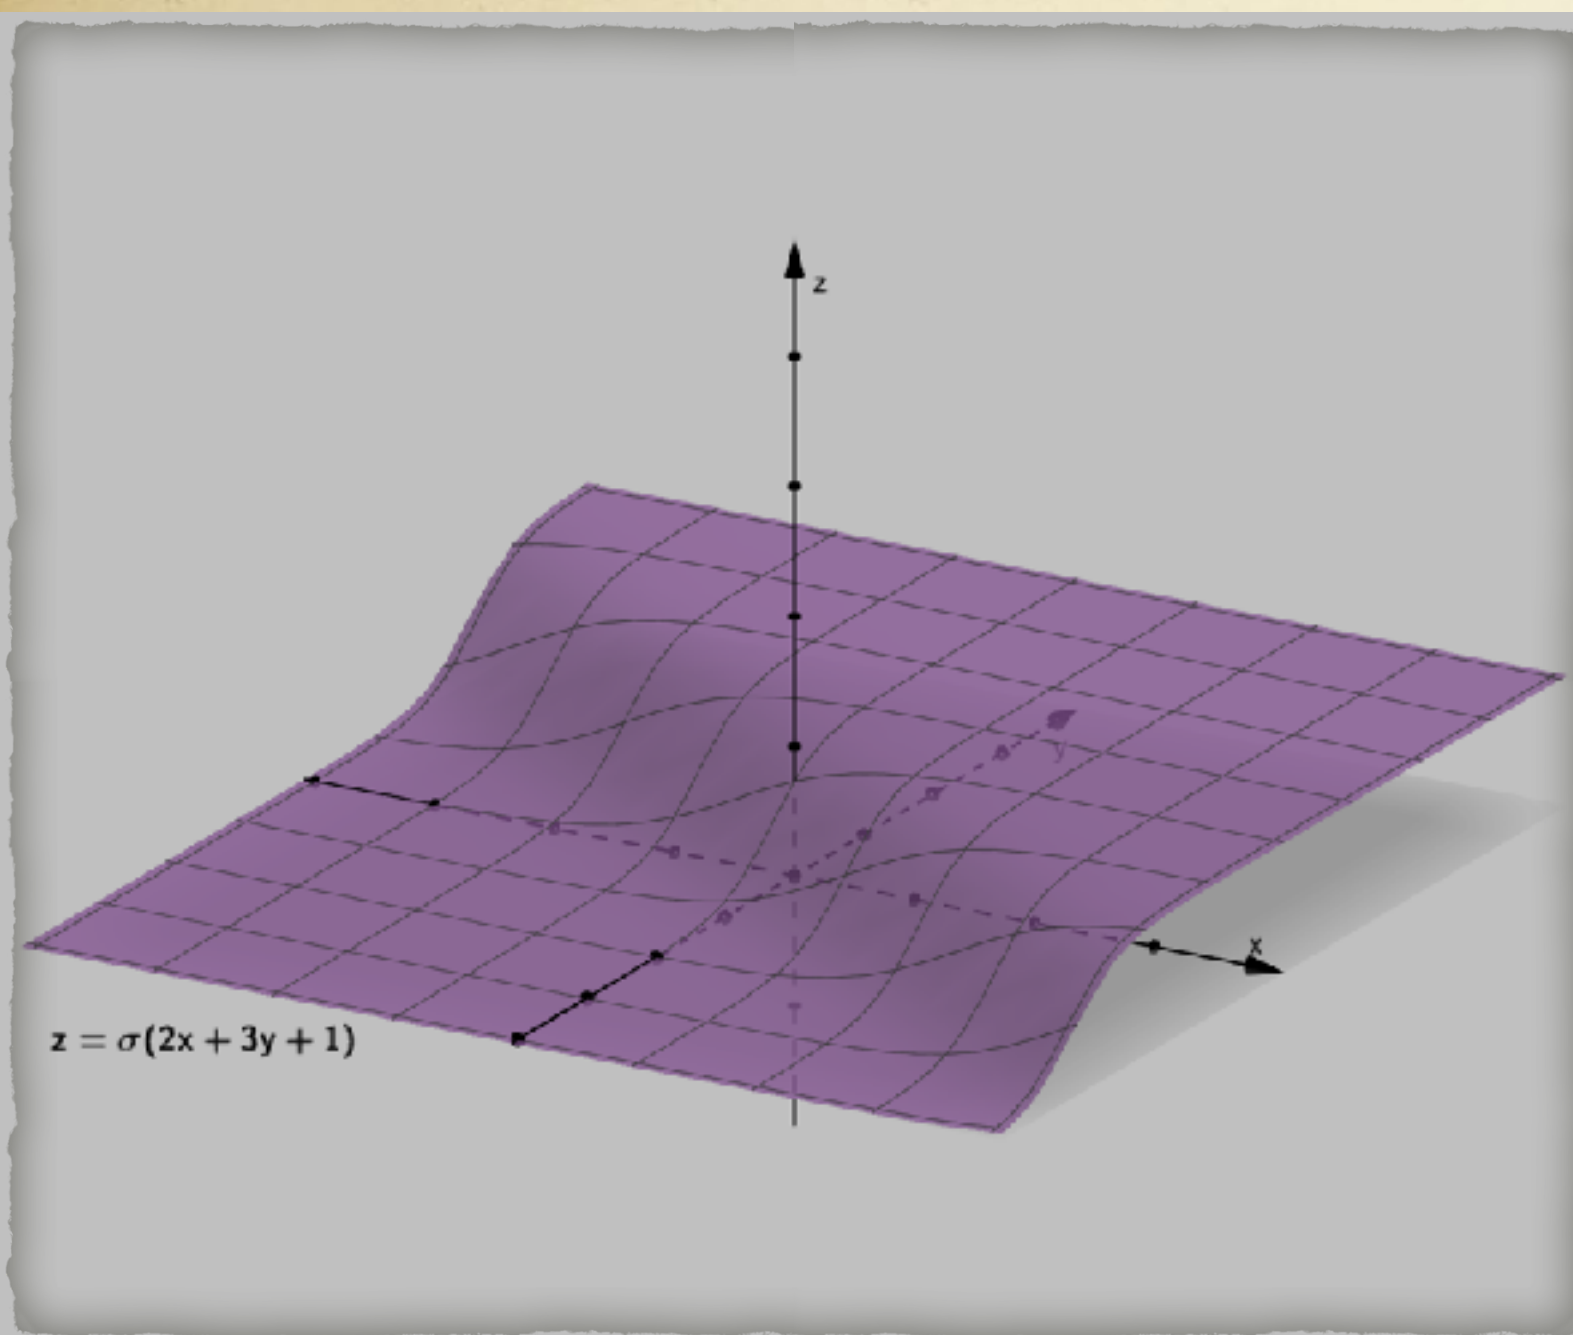 z
y
x
z = σ(2x + 3y + 1)